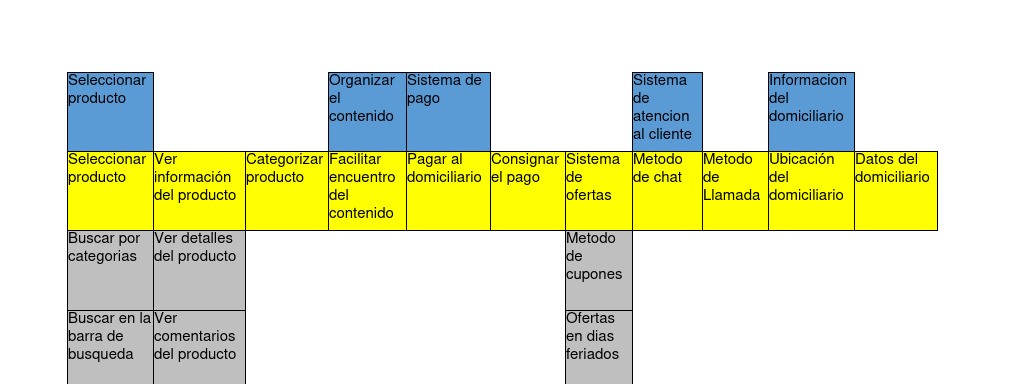 Seleccionar
producto
Organizar
el
contenido
Sistema de
pago
Sistema
de
atencion
al cliente
Informacion
del
domiciliario
Seleccionar
producto
Ver
información
del producto
Categorizar
producto
Facilitar
encuentro
del
contenido
Pagar al
domiciliario
Consignar
el pago
Sistema
de
ofertas
Metodo
de chat
Metodo
de
Llamada
Ubicación
del
domiciliario
Datos del
domiciliario
Buscar por
categorias
Ver detalles
del producto
Metodo
de
cupones
Buscar en la
barra de
busqueda
Ver
comentarios
del producto
Ofertas
en dias
feriados